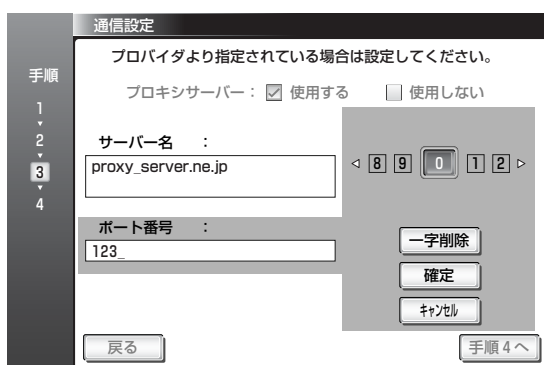 通信設定
プロバイダより指定されている場合は設定してください。
手順
1
2
3
4
プロキシサーバー： 使用する 使用しない
サーバー名 ：
proxy_server.ne.jp
8 9 0 1 2
ポート番号 ：
123_
一字削除
確定
ｷｬﾝｾﾙ
戻る
手順 4 へ